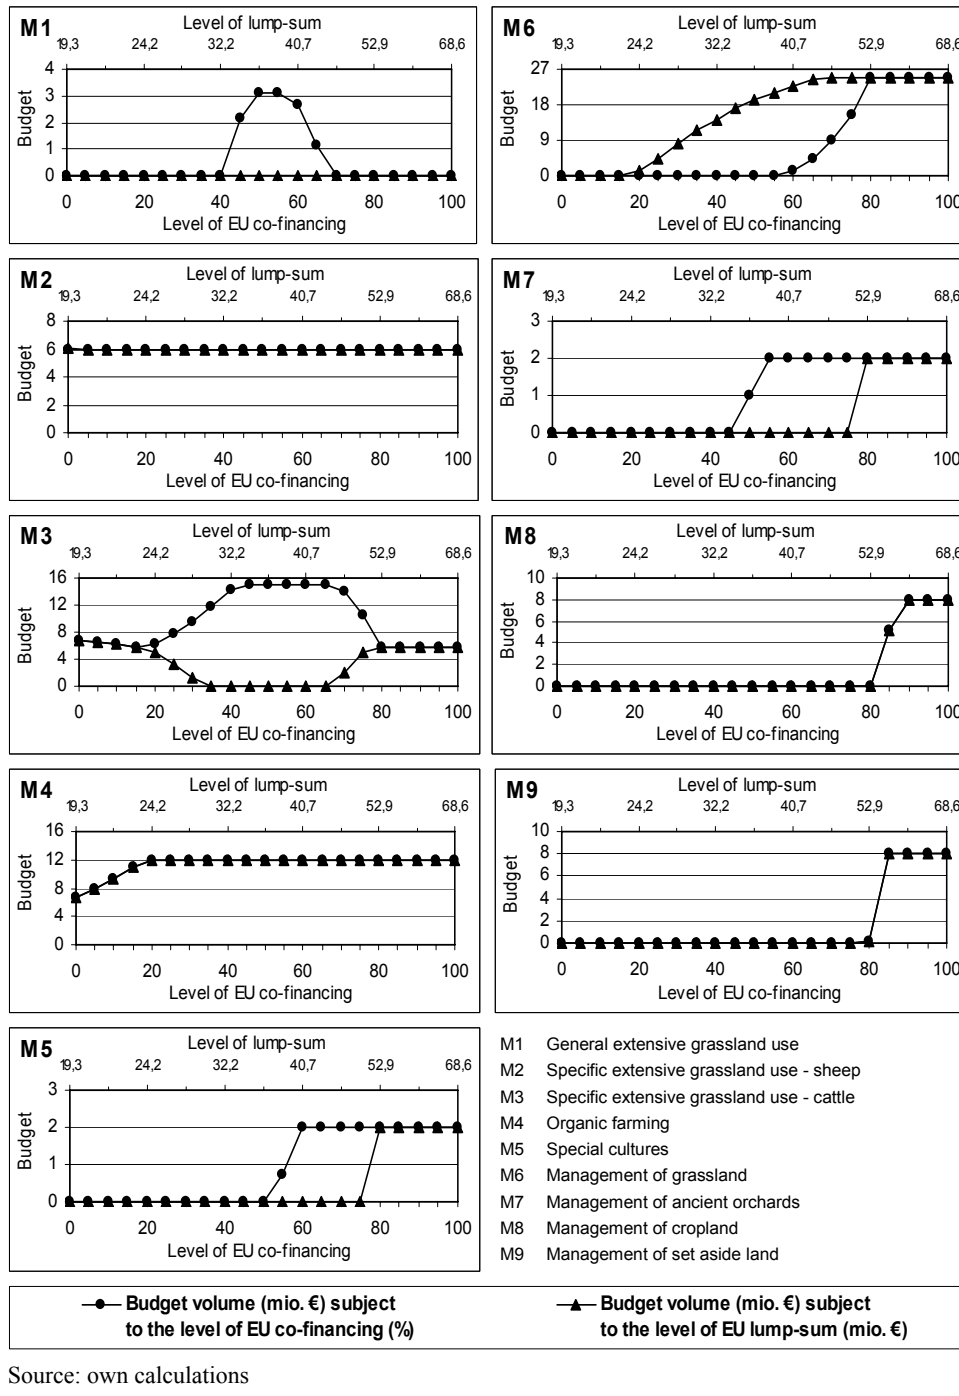 M1
Level of lump-sum
19,3 24,2 32,2 40,7 52,9 68,6
4
3
2
1
0
Budget
0 20 40 60 80 100
Level of EU co-financing
M2
Level of lump-sum
19,3 24,2 32,2 40,7 52,9 68,6
8
6
4
2
0
Budget
0 20 40 60 80 100
Level of EU co-financing
M3
Level of lump-sum
19,3 24,2 32,2 40,7 52,9 68,6
16
12
8
4
0
Budget
0 20 40 60 80 100
Level of EU co-financing
M4
Level of lump-sum
19,3 24,2 32,2 40,7 52,9 68,6
16
12
8
4
0
Budget
0 20 40 60 80 100
Level of EU co-financing
M5
Level of lump-sum
19,3 24,2 32,2 40,7 52,9 68,6
3
2
1
0
Budget
0 20 40 60 80 100
Level of EU co-financing
M6
Level of lump-sum
19,3 24,2 32,2 40,7 52,9 68,6
27
18
9
0
Budget
0 20 40 60 80 100
Level of EU co-financing
M7
Level of lump-sum
19,3 24,2 32,2 40,7 52,9 68,6
3
2
1
0
Budget
0 20 40 60 80 100
Level of EU co-financing
M8
Level of lump-sum
19,3 24,2 32,2 40,7 52,9 68,6
10
8
6
4
2
0
Budget
0 20 40 60 80 100
Level of EU co-financing
M9
Level of lump-sum
19,3 24,2 32,2 40,7 52,9 68,6
10
8
6
4
2
0
Budget
0 20 40 60 80 100
Level of EU co-financing
M1 General extensive grassland use
M2 Specific extensive grassland use - sheep
M3 Specific extensive grassland use - cattle
M4 Organic farming
M5 Special cultures
M6 Management of grassland
M7 Management of ancient orchards
M8 Management of cropland
M9 Management of set aside land
Budget volume (mio. €) subject
to the level of EU co-financing (%)
Budget volume (mio. €) subject
to the level of EU lump-sum (mio. €)
Source: own calculations